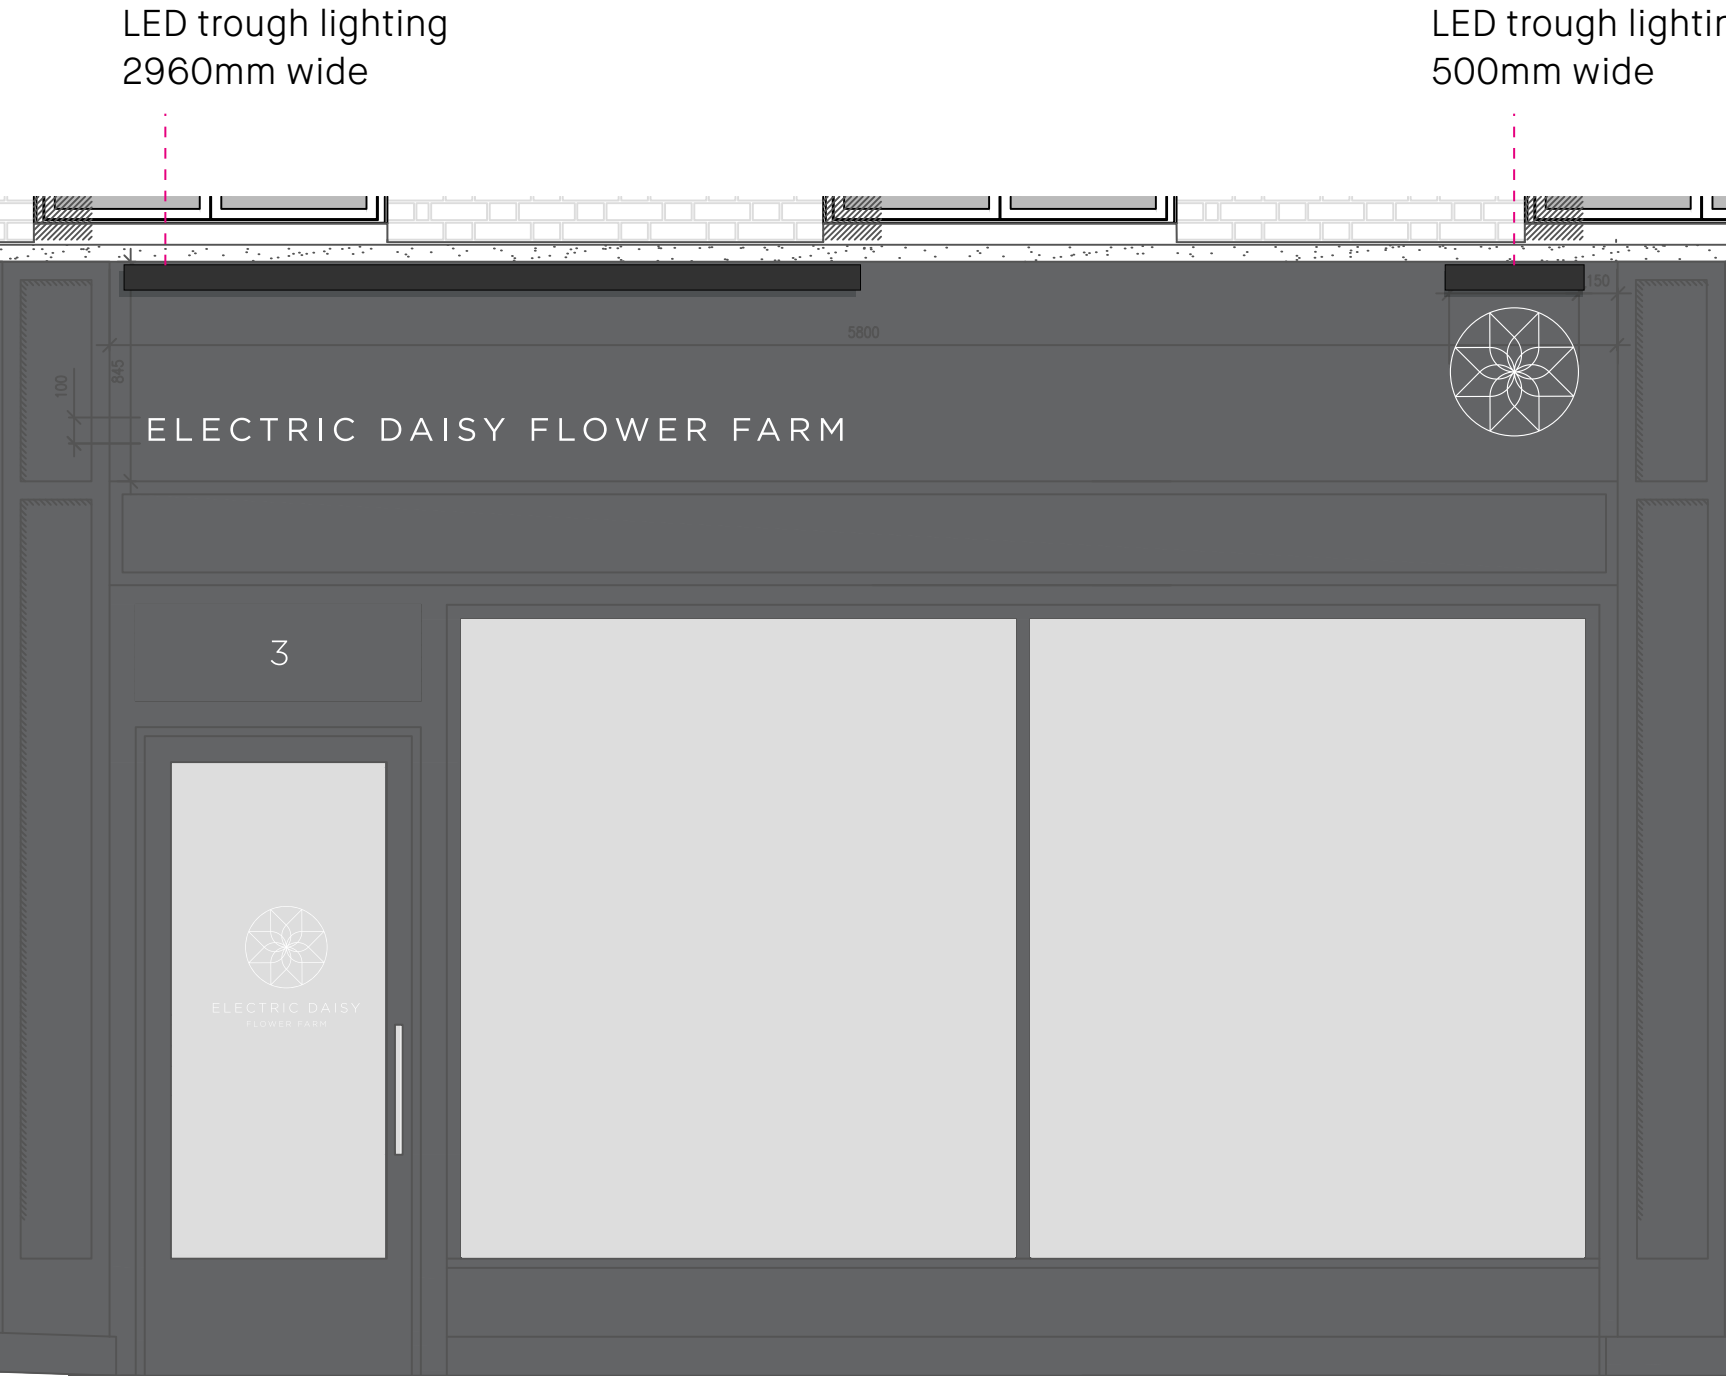 LED trough lighting
2960mm wide
LED trough
500mm wide
150
5800
845
100
ELECTRIC DAISY FLOWER FARM
3
ELECTRIC DAISY
FLOWER FARM